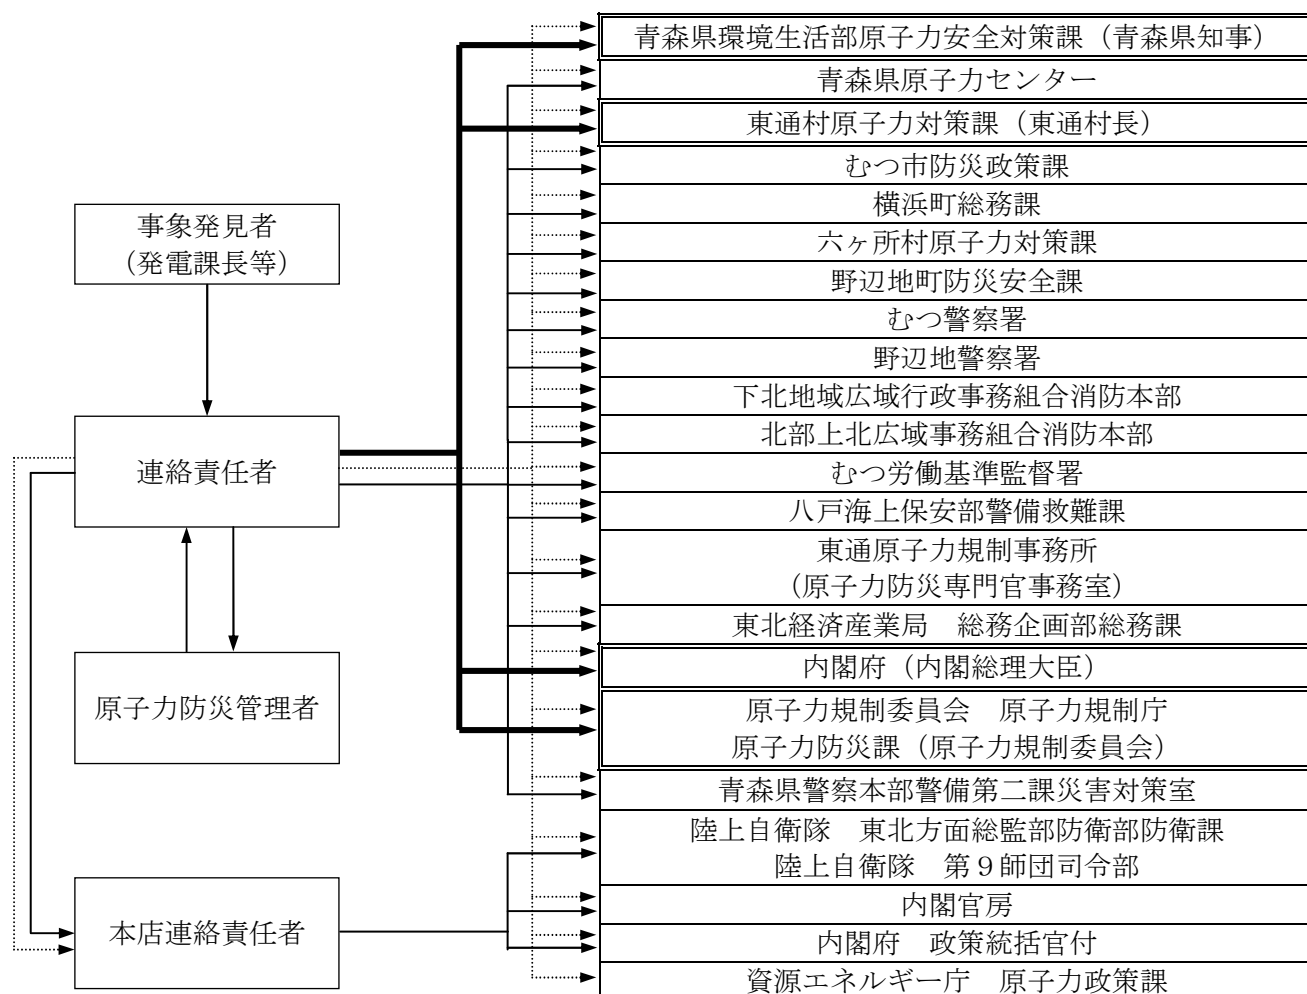 青森県環境生活部原子力安全対策課（青森県知事）
青森県原子力センター
東通村原子力対策課（東通村長）
むつ市防災政策課
横浜町総務課
六ヶ所村原子力対策課
野辺地町防災安全課
むつ警察署
野辺地警察署
下北地域広域行政事務組合消防本部
北部上北広域事務組合消防本部
むつ労働基準監督署
八戸海上保安部警備救難課
東通原子力規制事務所
（原子力防災専門官事務室）
東北経済産業局　総務企画部総務課
内閣府（内閣総理大臣）
原子力規制委員会　原子力規制庁
原子力防災課（原子力規制委員会）
青森県警察本部警備第二課災害対策室
陸上自衛隊　東北方面総監部防衛部防衛課
陸上自衛隊　第９師団司令部
内閣官房
内閣府　政策統括官付
資源エネルギー庁　原子力政策課
事象発見者
（発電課長等）
連絡責任者
原子力防災管理者
本店連絡責任者